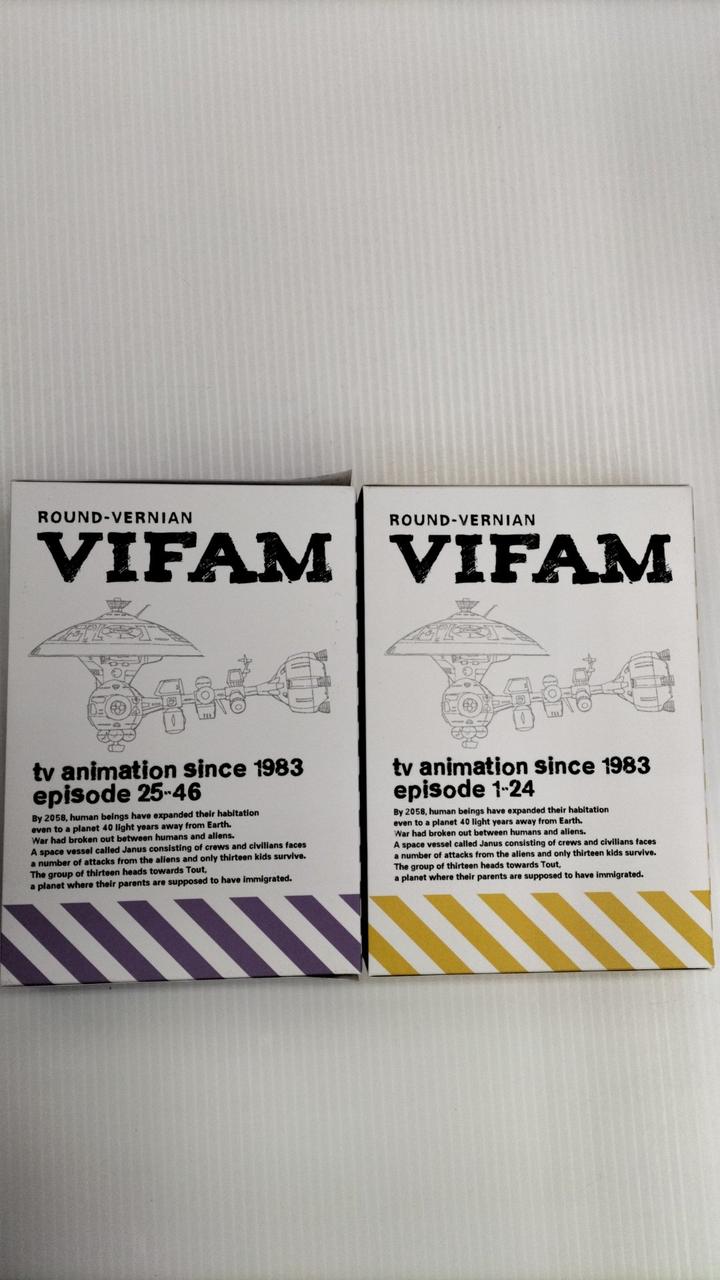 ROUND-VERNIAN
VIFAM
tv animation since 1983
episode 25-46
By 2058, human beings have expanded their habitation
even to a planet 40 light years away from Earth.
War had broken out between humans and aliens.
A space vessel called Janus consisting of crews and civilians faces
a number of attacks from the aliens and only thirteen kids survive.
The group of thirteen heads towards Tout,
a planet where their parents are supposed to have immigrated.
ROUND-VERNIAN
VIFAM
tv animation since 1983
episode 1-24
By 2058, human beings have expanded their habitation
even to a planet 40 light years away from Earth.
War had broken out between humans and aliens.
A space vessel called Janus consisting of crews and civilians faces
a number of attacks from the aliens and only thirteen kids survive.
The group of thirteen heads towards Tout,
a planet where their parents are supposed to have immigrated.